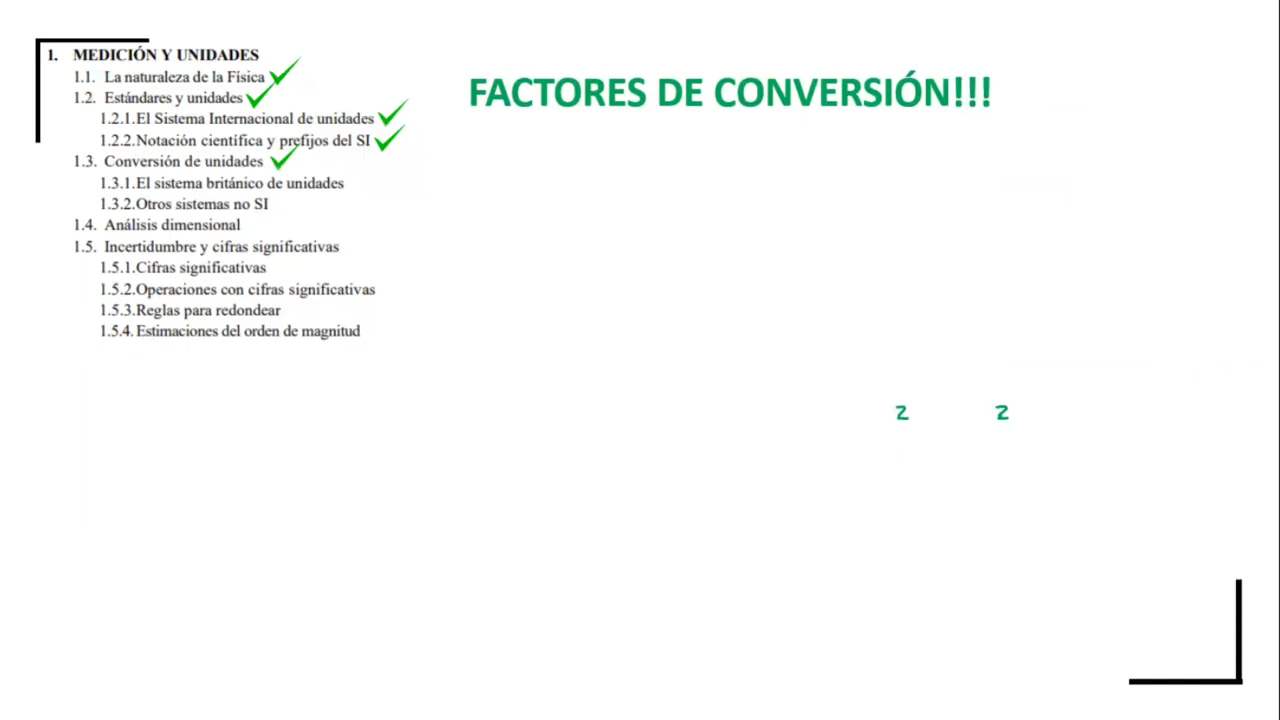 1. MEDICIÓN Y UNIDADES
1.1. La naturaleza de la Física
1.2. Estándares y unidades
1.2.1.El Sistema Internacional de unidades
1.2.2.Notación científica y prefijos del SI
1.3. Conversión de unidades
1.3.1.El sistema británico de unidades
1.3.2.Otros sistemas no SI
1.4. Análisis dimensional
1.5. Incertidumbre y cifras significativas
1.5.1.Cifras significativas
1.5.2.Operaciones con cifras significativas
1.5.3.Reglas para redondear
1.5.4. Estimaciones del orden de magnitud
FACTORES DE CONVERSIÓN!!!
2 2